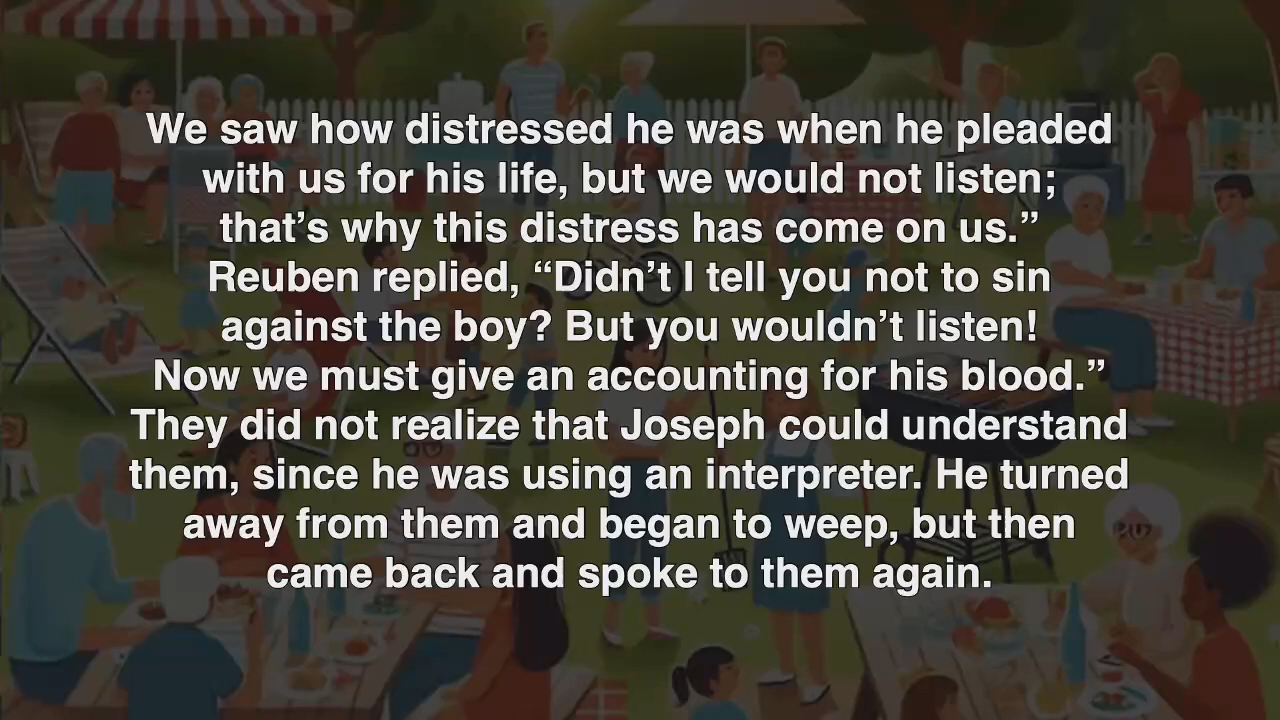 We saw how distressed he was when he pleaded
with us for his life, but we would not listen;
that’s why this distress has come on us.”
Reuben replied, “Didn’t I tell you not to sin
against the boy? But you wouldn’t listen!
Now we must give an accounting for his blood.”
They did not realize that Joseph could understand
them, since he was using an interpreter. He turned
away from them and began to weep, but then
came back and spoke to them again.